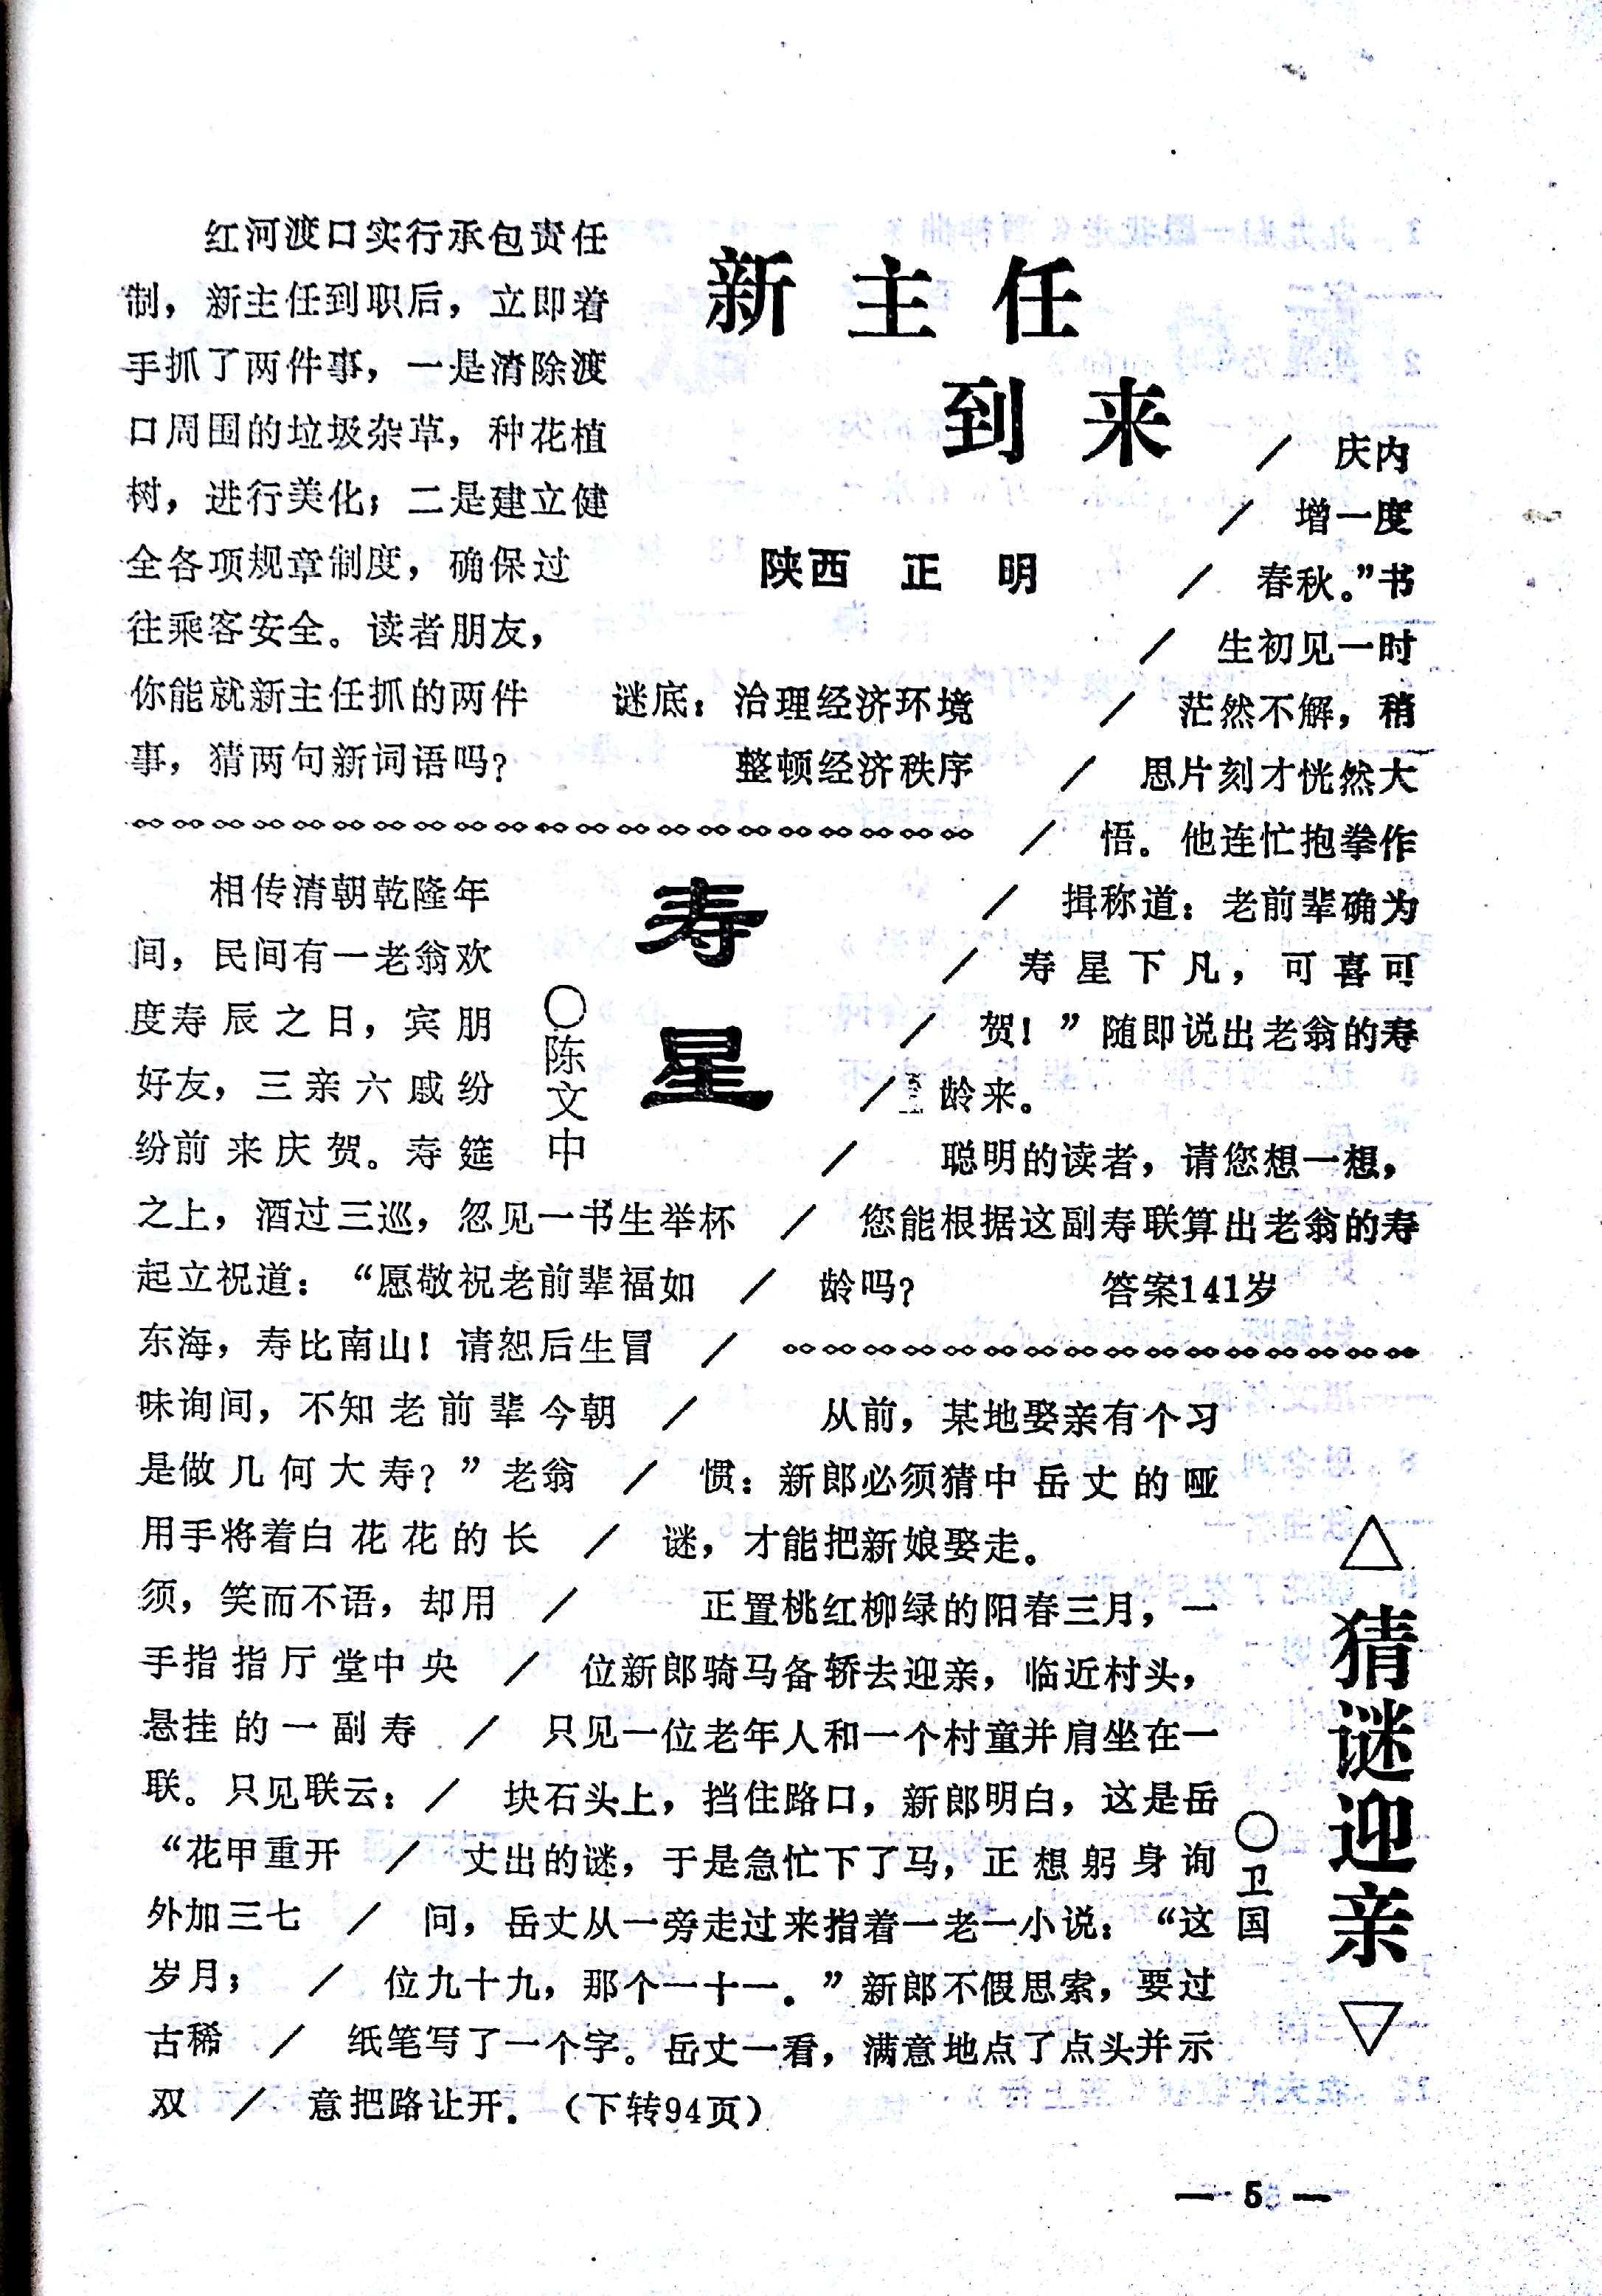 新主任
到来
陕西 正 明
红河渡口实行承包责任
制，新主任到职后，立即着
手抓了两件事，一是清除渡
口周围的垃圾杂草，种花植
树，进行美化；二是建立健
全各项规章制度，确保过
往乘客安全。读者朋友，
你能就新主任抓的两件
事，猜两句新词语吗？
谜底：治理经济环境
整顿经济秩序
寿
星
○陈文中
相传清朝乾隆年
间，民间有一老翁欢
度寿辰之日，宾朋
好友，三亲六戚纷
纷前来庆贺。寿筵
之上，酒过三巡，忽见一书生举杯
起立祝道：“愿敬祝老前辈福如
东海，寿比南山！请恕后生冒
味询间，不知老前辈今朝
是做几何大寿？”老翁
用手将着白花花的长
须，笑而不语，却用
手指指厅堂中央
悬挂的一副寿
联。只见联云：
“花甲重开
外加三七
岁月；
古稀
双
庆内
增一度
春秋。”书
生初见一时
茫然不解，稍
思片刻才恍然大
悟。他连忙抱拳作
揖称道：老前辈确为
寿星下凡，可喜可
贺！”随即说出老翁的寿
龄来。
聪明的读者，请您想一想，
您能根据这副寿联算出老翁的寿
龄吗？ 答案141岁
△猜谜迎亲▽
○卫国
从前，某地娶亲有个习
惯：新郎必须猜中岳丈的哑
谜，才能把新娘娶走。
正置桃红柳绿的阳春三月，一
位新郎骑马备轿去迎亲，临近村头，
只见一位老年人和一个村童并肩坐在一
块石头上，挡住路口，新郎明白，这是岳
丈出的谜，于是急忙下了马，正想躬身询
问，岳丈从一旁走过来指着一老一小说：“这
位九十九，那个一十一。”新郎不假思索，要过
纸笔写了一个字。岳丈一看，满意地点了点头并示
意把路让开。（下转94页）
— 5 —